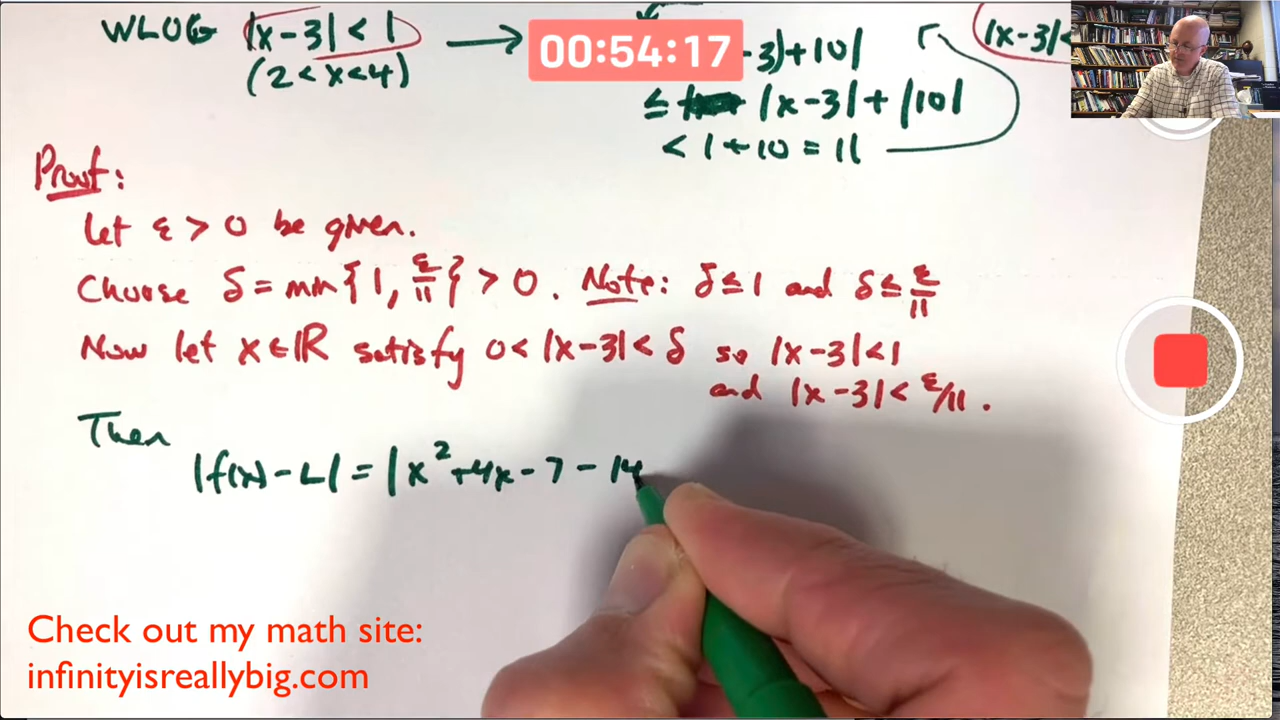 WLOG |x-3| < 1 → -3)+10| |x-3|<
(2 < x < 4)
≤ |x-3| + |10|
< 1 + 10 = 11
00:54:17
Proof:
Let ε > 0 be given.
Choose δ = min{1, ε/11} > 0. Note: δ ≤ 1 and δ ≤ ε/11
Now let x ∈ ℝ satisfy 0 < |x-3| < δ so |x-3| < 1
and |x-3| < ε/11.
Then
|f(x) - L| = |x² + 4x - 7 - 14
Check out my math site:
infinityisreallybig.com